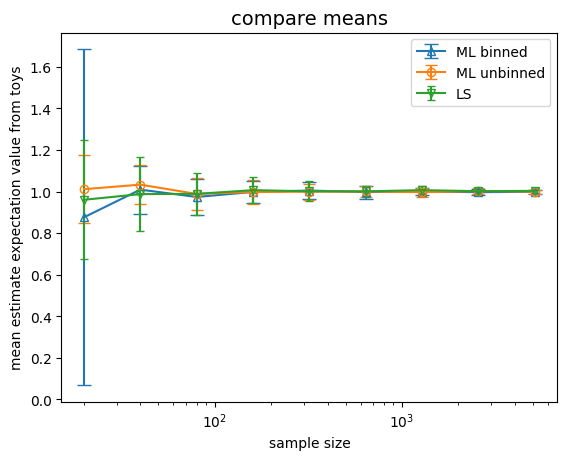 compare means
ML binned
ML unbinned
LS
mean estimate expectation value from toys
1.6
1.4
1.2
1.0
0.8
0.6
0.4
0.2
0.0
10²
10³
sample size